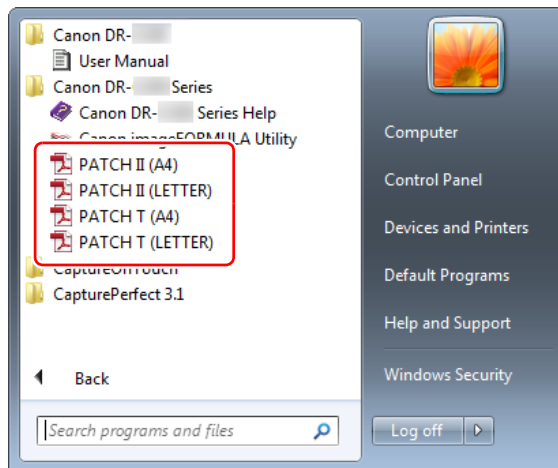 Canon DR-
User Manual
Canon DR- Series
Canon DR- Series Help
Canon imageFORMULA Utility
PATCH II (A4)
PATCH II (LETTER)
PATCH T (A4)
PATCH T (LETTER)
CaptureOnTouch
CapturePerfect 3.1
Back
Search programs and files
Computer
Control Panel
Devices and Printers
Default Programs
Help and Support
Windows Security
Log off